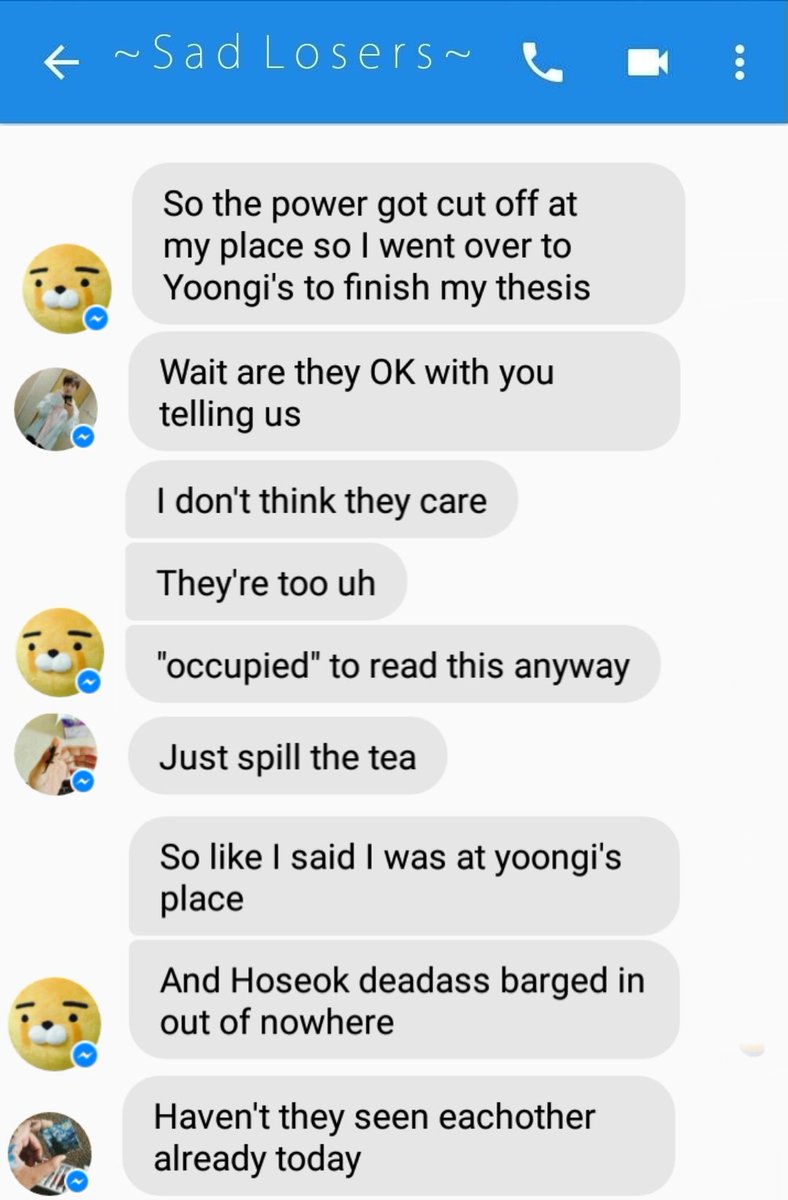 ~Sad Losers~
So the power got cut off at
my place so I went over to
Yoongi's to finish my thesis
Wait are they OK with you
telling us
I don't think they care
They're too uh
"occupied" to read this anyway
Just spill the tea
So like I said I was at yoongi's
place
And Hoseok deadass barged in
out of nowhere
Haven't they seen eachother
already today